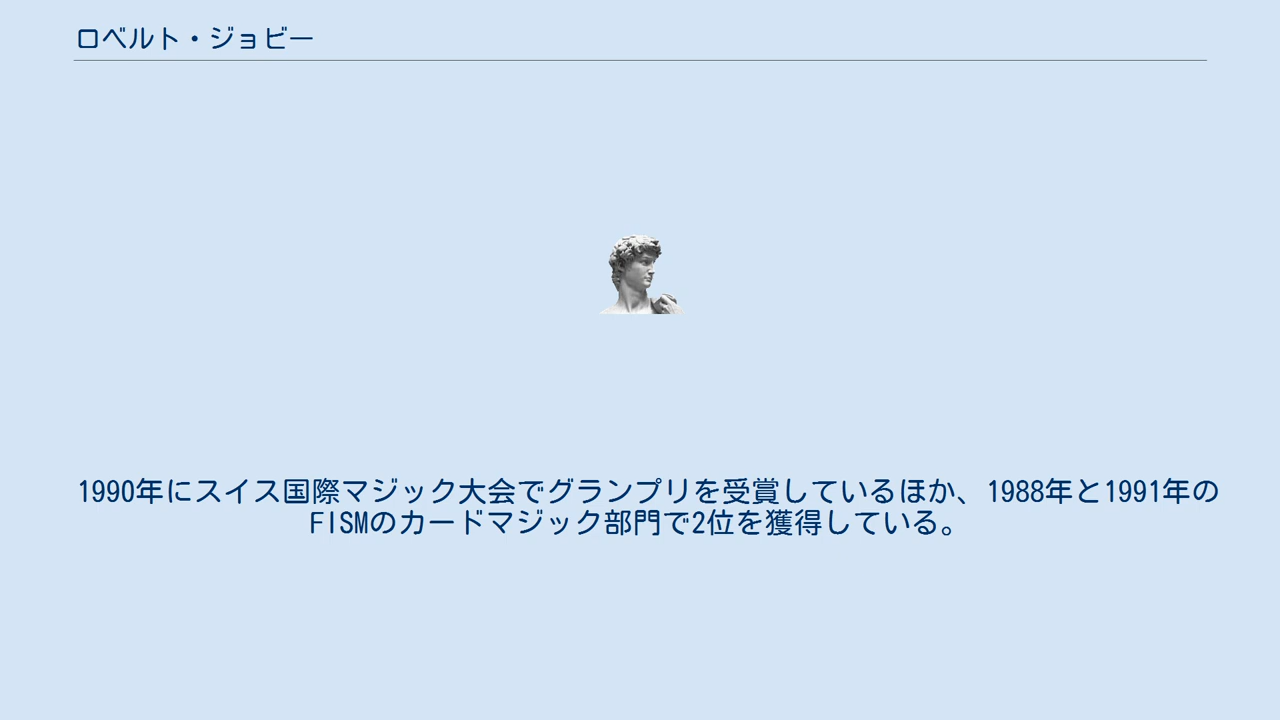 ロベルト・ジョビー
1990年にスイス国際マジック大会でグランプリを受賞しているほか、1988年と1991年の
FISMのカードマジック部門で2位を獲得している。